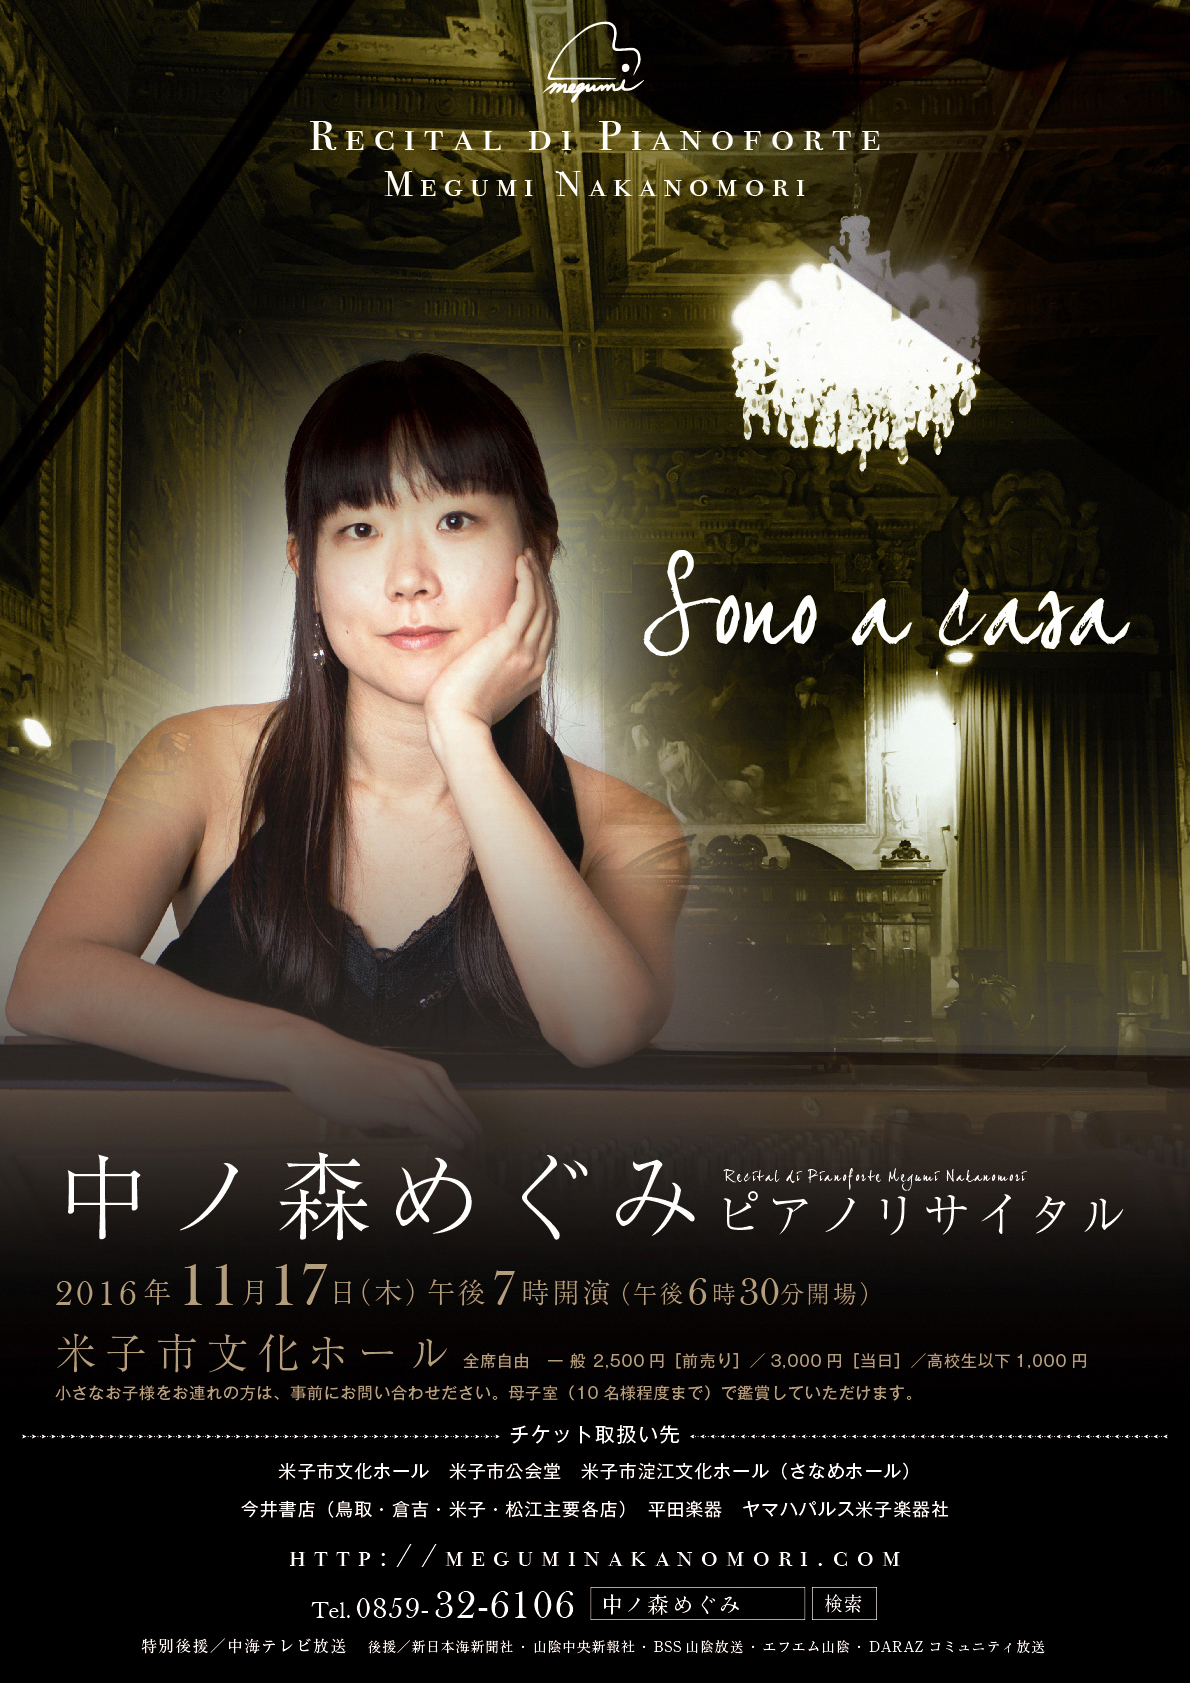 megumi
RECITAL DI PIANOFORTE
MEGUMI NAKANOMORI
Sono a casa
中ノ森めぐみ
Recital di Pianoforte Megumi Nakanomori
ピアノリサイタル
2016年11月17日(木)午後7時開演(午後6時30分開場)
米子市文化ホール 全席自由 一般 2,500円[前売り]/3,000円[当日]/高校生以下1,000円
小さなお子様をお連れの方は、事前にお問い合わせださい。母子室(10名様程度まで)で鑑賞していただけます。
チケット取扱い先
米子市文化ホール 米子市公会堂 米子市淀江文化ホール(さなめホール)
今井書店(鳥取・倉吉・米子・松江主要各店) 平田楽器 ヤマハパルス米子楽器社
HTTP://MEGUMINAKANOMORI.COM
Tel. 0859-32-6106 中ノ森めぐみ 検索
特別後援/中海テレビ放送 後援/新日本海新聞社・山陰中央新報社・BSS山陰放送・エフエム山陰・DARAZコミュニティ放送